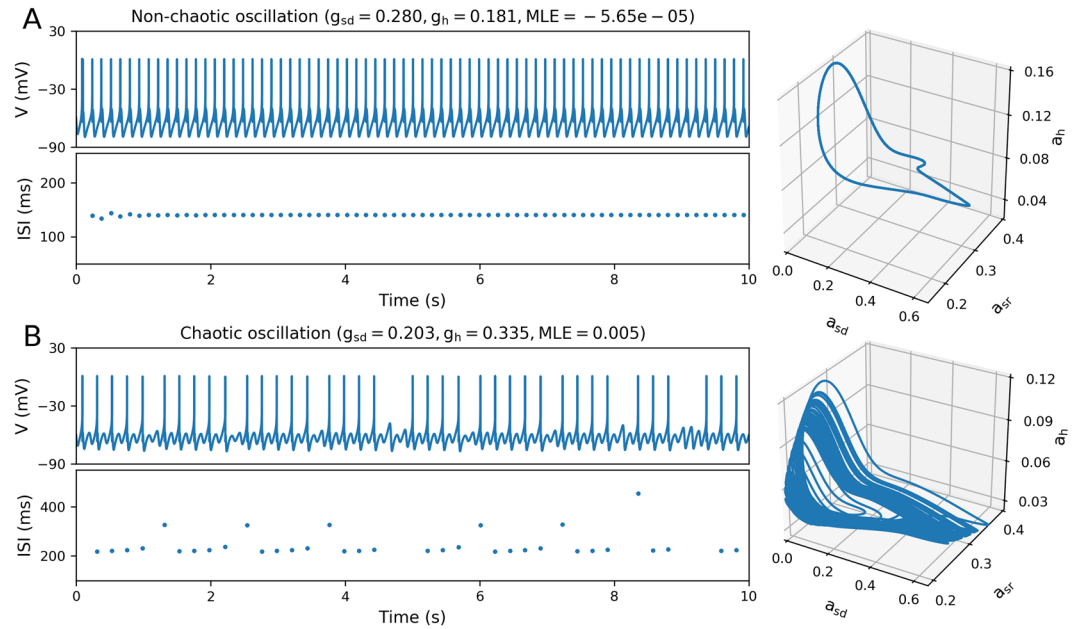 A
Non-chaotic oscillation (g_sd = 0.280, g_h = 0.181, MLE = −5.65e−05)
30
−30
−90
V (mV)
200
100
ISI (ms)
0 2 4 6 8 10
Time (s)
0.16
0.12
0.08
0.04
a_h
0.4
0.3
0.2
a_sr
0.0 0.2 0.4 0.6
a_sd
B
Chaotic oscillation (g_sd = 0.203, g_h = 0.335, MLE = 0.005)
30
−30
−90
V (mV)
400
200
ISI (ms)
0 2 4 6 8 10
Time (s)
0.12
0.09
0.06
0.03
a_h
0.4
0.3
0.2
a_sr
0.0 0.2 0.4 0.6
a_sd